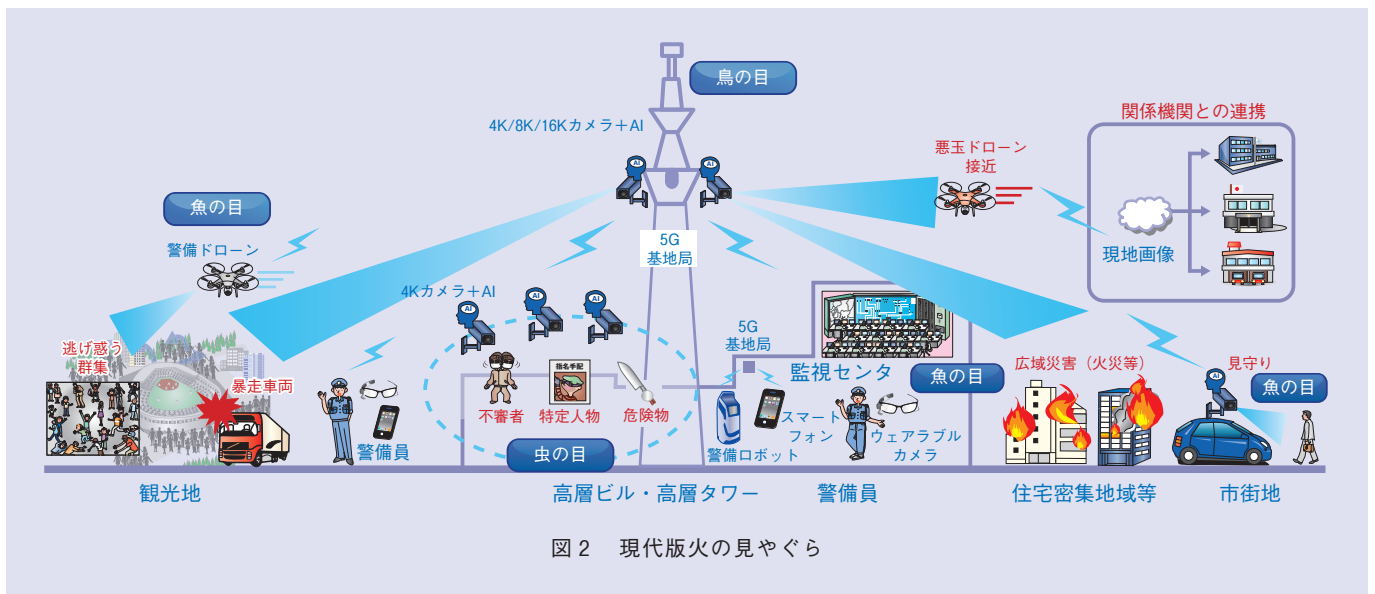 鳥の目
4K/8K/16Kカメラ＋AI
AI
AI
関係機関との連携
悪玉ドローン
接近
現地画像
魚の目
警備ドローン
5G
基地局
4Kカメラ＋AI
AI
AI
AI
逃げ惑う
群集
暴走車両
警備員
不審者
指名手配
特定人物
危険物
虫の目
5G
基地局
監視センタ
魚の目
スマート
フォン
警備ロボット
ウェアラブル
カメラ
広域災害（火災等）
見守り
AI
魚の目
観光地
高層ビル・高層タワー
警備員
住宅密集地域等
市街地
図2　現代版火の見やぐら